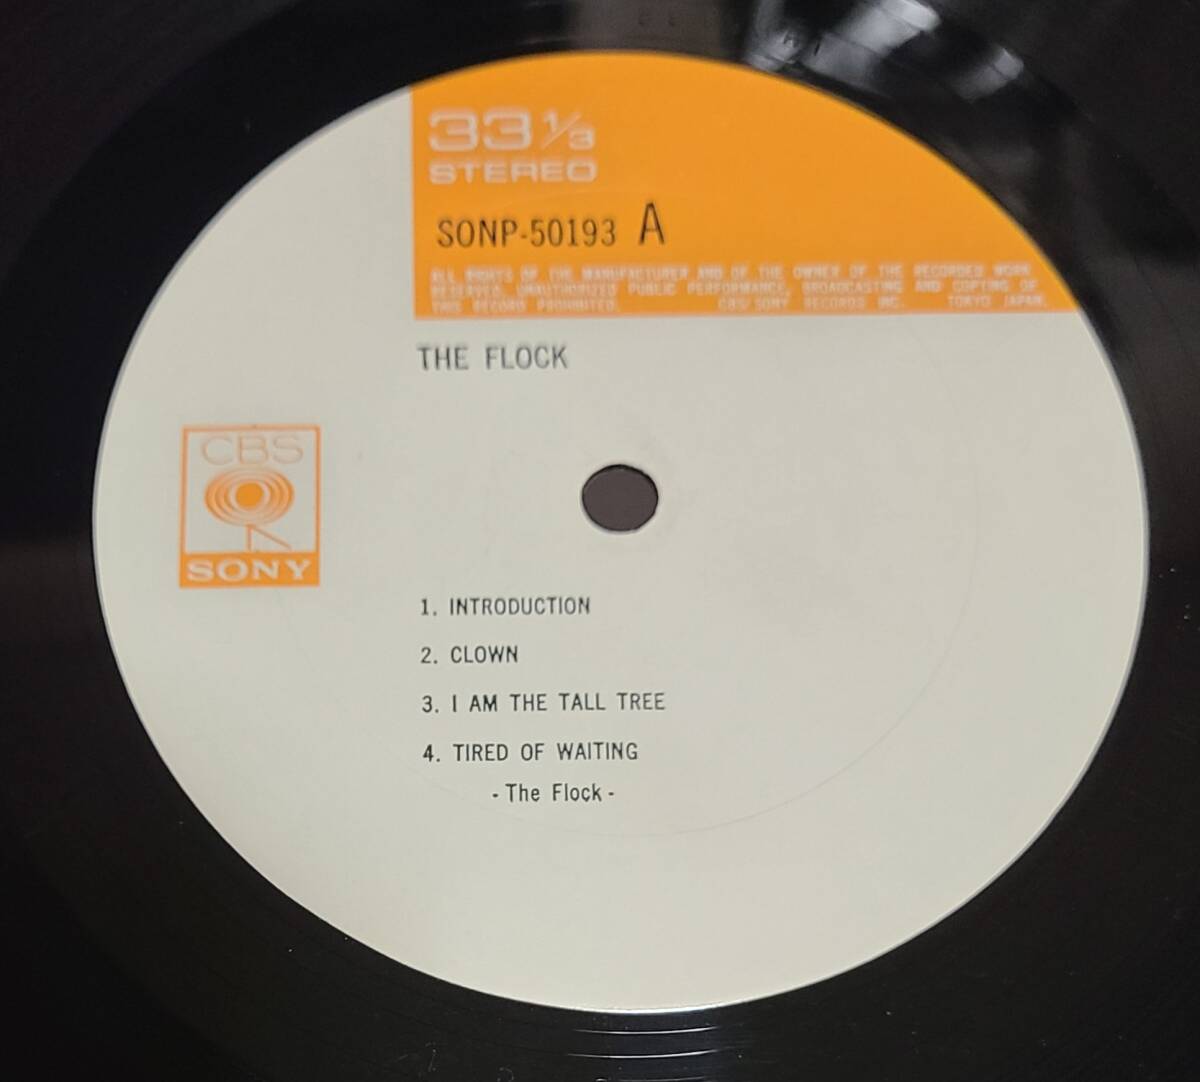 33 1/3
STEREO
SONP-50193 A
ALL RIGHTS OF THE MANUFACTURER AND OF THE OWNER OF THE RECORDED WORK
RESERVED. UNAUTHORIZED PUBLIC PERFORMANCE, BROADCASTING AND COPYING OF
THIS RECORD PROHIBITED. CBS/SONY RECORDS INC. TOKYO JAPAN.
THE FLOCK
CBS
SONY
1. INTRODUCTION
2. CLOWN
3. I AM THE TALL TREE
4. TIRED OF WAITING
- The Flock -